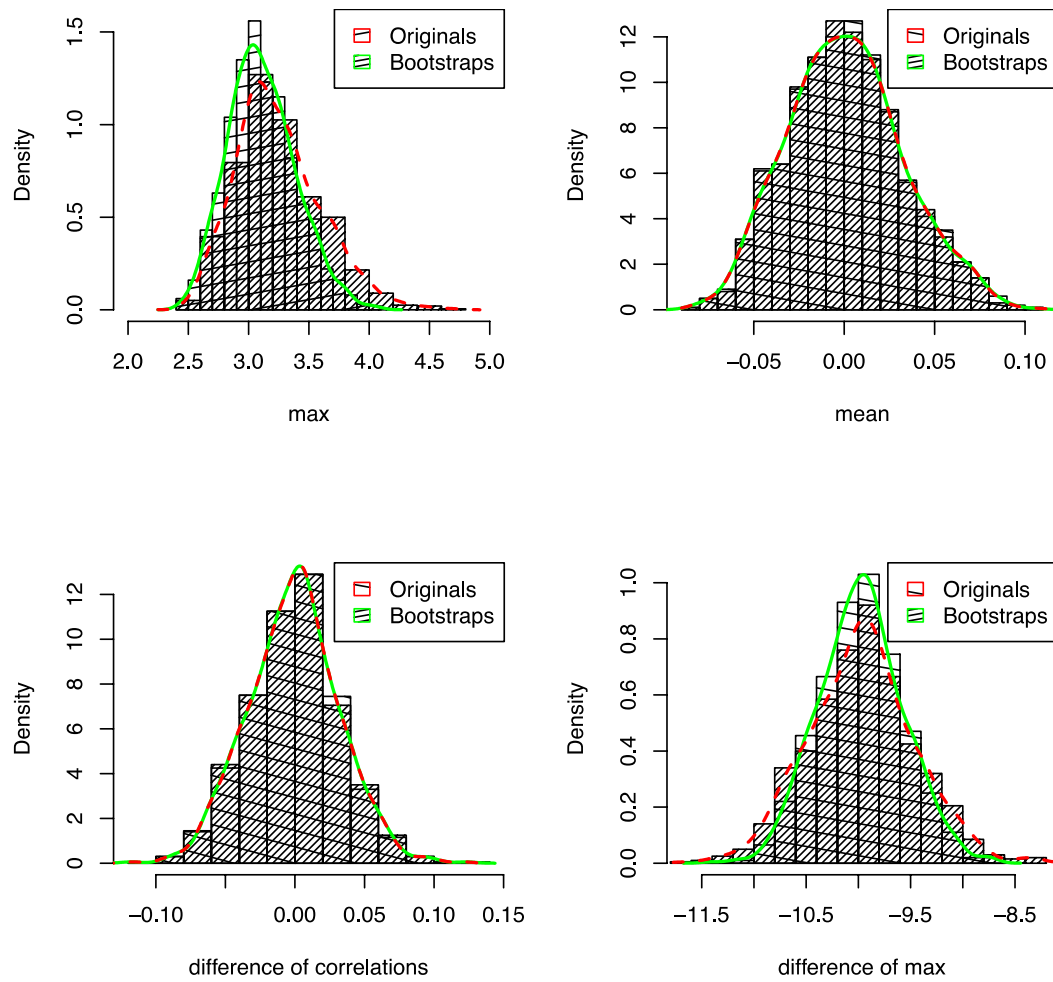 Density
0.0 0.5 1.0 1.5
Originals
Bootstraps
2.0 2.5 3.0 3.5 4.0 4.5 5.0
max
Density
0 2 4 6 8 10 12
Originals
Bootstraps
−0.05 0.00 0.05 0.10
mean
Density
0 2 4 6 8 10 12
Originals
Bootstraps
−0.10 0.00 0.05 0.10 0.15
difference of correlations
Density
0.0 0.2 0.4 0.6 0.8 1.0
Originals
Bootstraps
−11.5 −10.5 −9.5 −8.5
difference of max